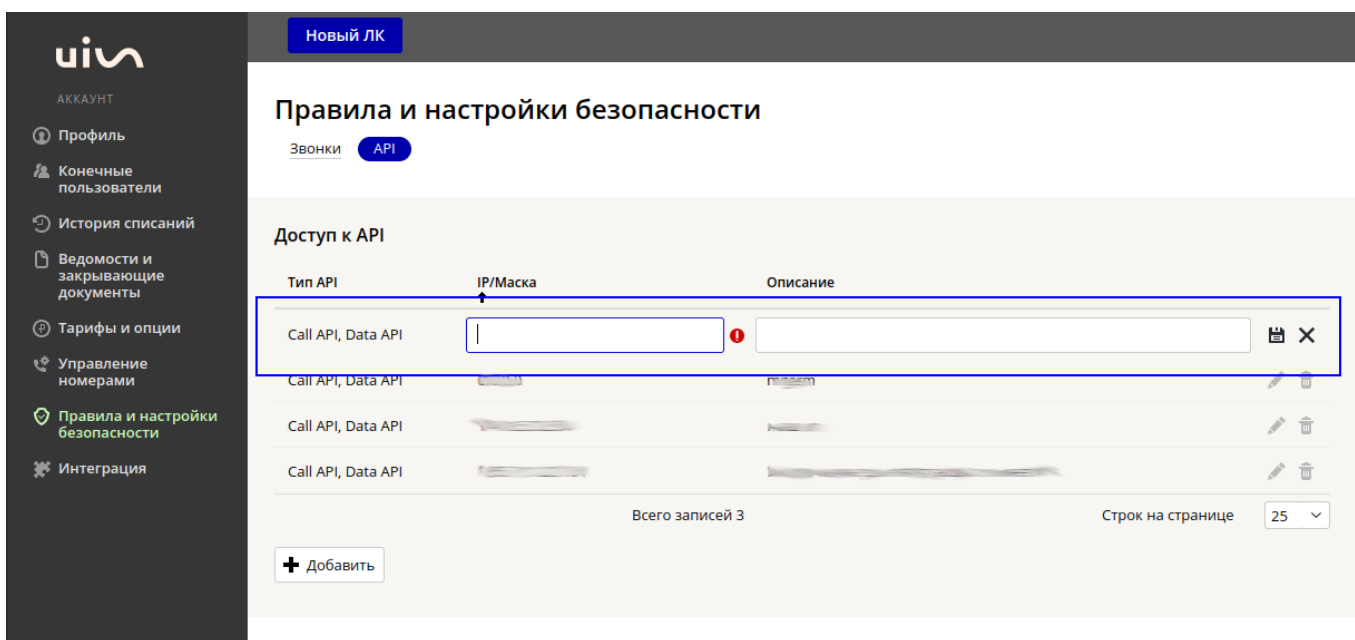 uis
Новый ЛК
АККАУНТ
Профиль
Конечные
пользователи
История списаний
Ведомости и
закрывающие
документы
Тарифы и опции
Управление
номерами
Правила и настройки
безопасности
Интеграция
Правила и настройки безопасности
Звонки API
Доступ к API
Тип API IP/Маска Описание
Call API, Data API
Call API, Data API
Call API, Data API
Call API, Data API
Всего записей 3 Строк на странице 25
Добавить